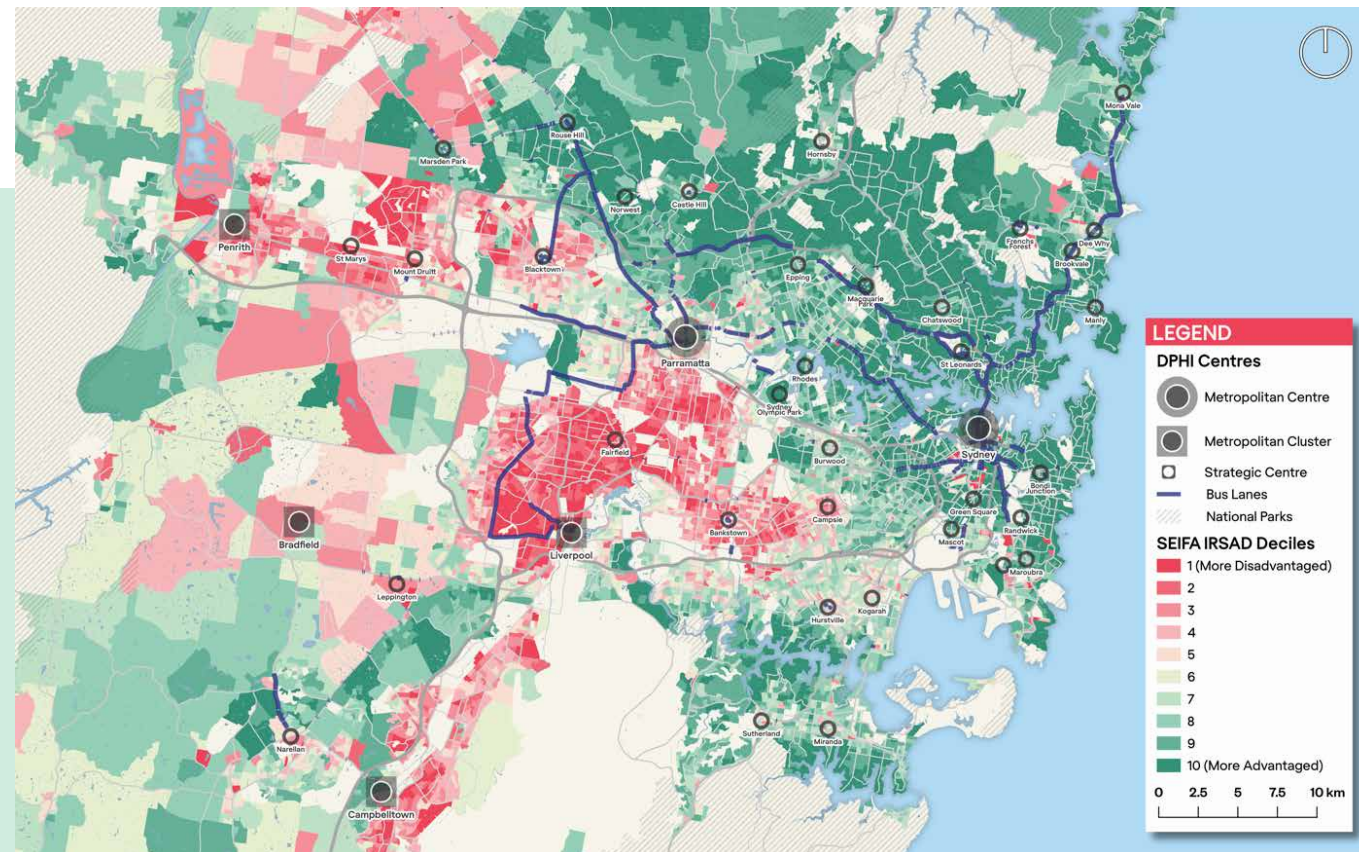 Mona Vale
Rouse Hill
Hornsby
Marsden Park
Norwest
Castle Hill
Frenchs
Forest
Dee Why
Penrith
St Marys
Mount Druitt
Blacktown
Epping
Brookvale
Macquarie
Park
Chatswood
Manly
Parramatta
St Leonards
Rhodes
Sydney
Olympic Park
Fairfield
Burwood
Sydney
Bondi
Junction
Green Square
Bradfield
Liverpool
Bankstown
Campsie
Mascot
Randwick
Maroubra
Leppington
Hurstville
Kogarah
Narellan
Sutherland
Miranda
Campbelltown
LEGEND
DPHI Centres
Metropolitan Centre
Metropolitan Cluster
Strategic Centre
Bus Lanes
National Parks
SEIFA IRSAD Deciles
1 (More Disadvantaged)
2
3
4
5
6
7
8
9
10 (More Advantaged)
0 2.5 5 7.5 10 km